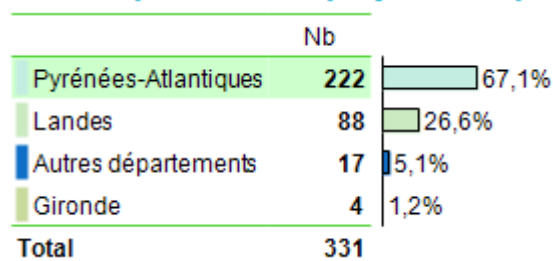 Nb
Pyrénées-Atlantiques 222 67,1%
Landes 88 26,6%
Autres départements 17 5,1%
Gironde 4 1,2%
Total 331